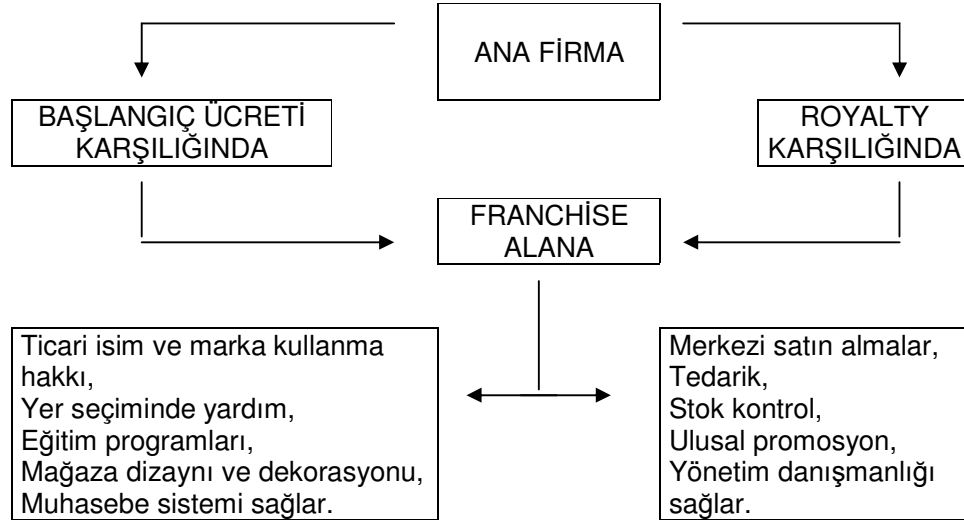 ANA FİRMA
BAŞLANGIÇ ÜCRETİ
KARŞILIĞINDA
ROYALTY
KARŞILIĞINDA
FRANCHİSE
ALANA
Ticari isim ve marka kullanma
hakkı,
Yer seçiminde yardım,
Eğitim programları,
Mağaza dizaynı ve dekorasyonu,
Muhasebe sistemi sağlar.
Merkezi satın almalar,
Tedarik,
Stok kontrol,
Ulusal promosyon,
Yönetim danışmanlığı
sağlar.